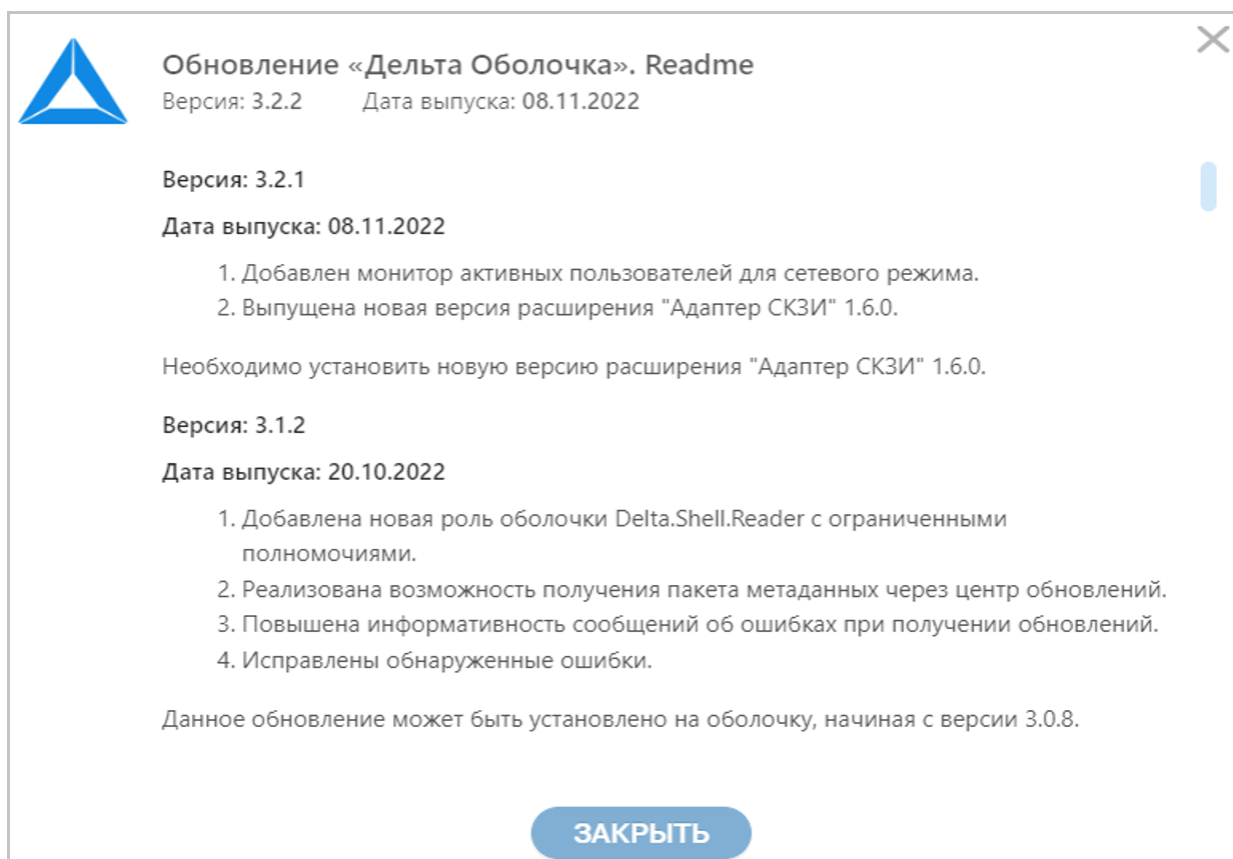 Обновление «Дельта Оболочка». Readme
Версия: 3.2.2 Дата выпуска: 08.11.2022
Версия: 3.2.1
Дата выпуска: 08.11.2022
1. Добавлен монитор активных пользователей для сетевого режима.
2. Выпущена новая версия расширения "Адаптер СКЗИ" 1.6.0.
Необходимо установить новую версию расширения "Адаптер СКЗИ" 1.6.0.
Версия: 3.1.2
Дата выпуска: 20.10.2022
1. Добавлена новая роль оболочки Delta.Shell.Reader с ограниченными
полномочиями.
2. Реализована возможность получения пакета метаданных через центр обновлений.
3. Повышена информативность сообщений об ошибках при получении обновлений.
4. Исправлены обнаруженные ошибки.
Данное обновление может быть установлено на оболочку, начиная с версии 3.0.8.
ЗАКРЫТЬ